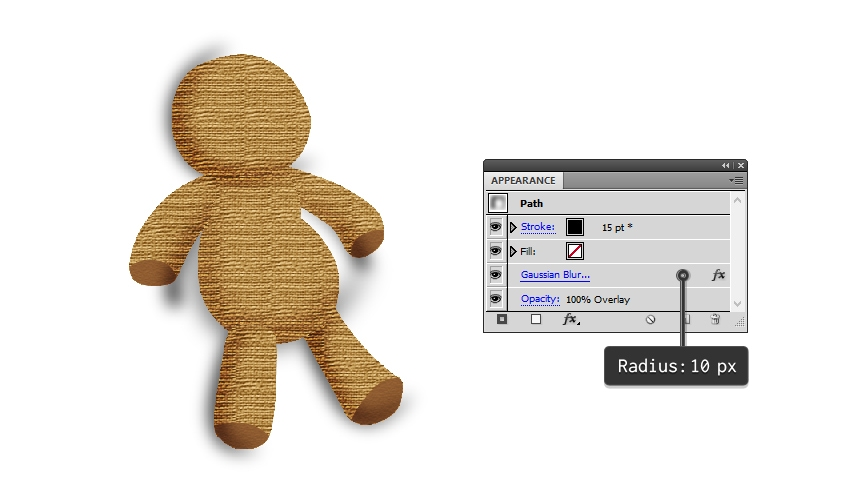 APPEARANCE
Path
Stroke: 15 pt *
Fill:
Gaussian Blur... fx
Opacity: 100% Overlay
fx
Radius: 10 px